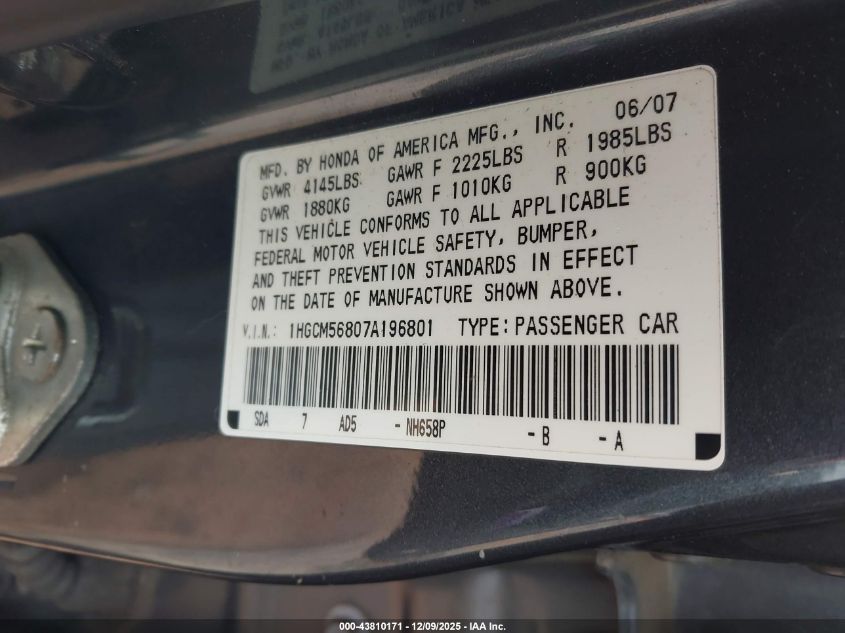 MFD. BY HONDA OF AMERICA MFG., INC. 06/07
GVWR 4145LBS GAWR F 2225LBS R 1985LBS
GVWR 1880KG GAWR F 1010KG R 900KG
THIS VEHICLE CONFORMS TO ALL APPLICABLE
FEDERAL MOTOR VEHICLE SAFETY, BUMPER,
AND THEFT PREVENTION STANDARDS IN EFFECT
ON THE DATE OF MANUFACTURE SHOWN ABOVE.
V.I.N.: 1HGCM56807A196801 TYPE:PASSENGER CAR
SDA 7 AD5 -NH658P -B -A
000-43810171 - 12/09/2025 - IAA Inc.